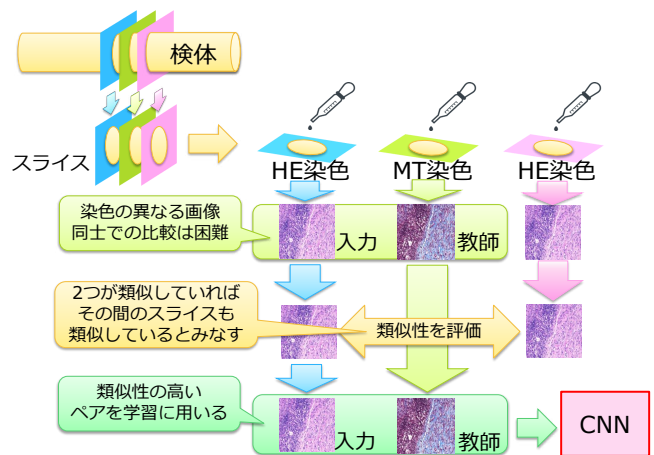 検体
スライス
HE染色
MT染色
HE染色
染色の異なる画像
同士での比較は困難
入力
教師
2つが類似していれば
その間のスライスも
類似しているとみなす
類似性を評価
類似性の高い
ペアを学習に用いる
入力
教師
CNN